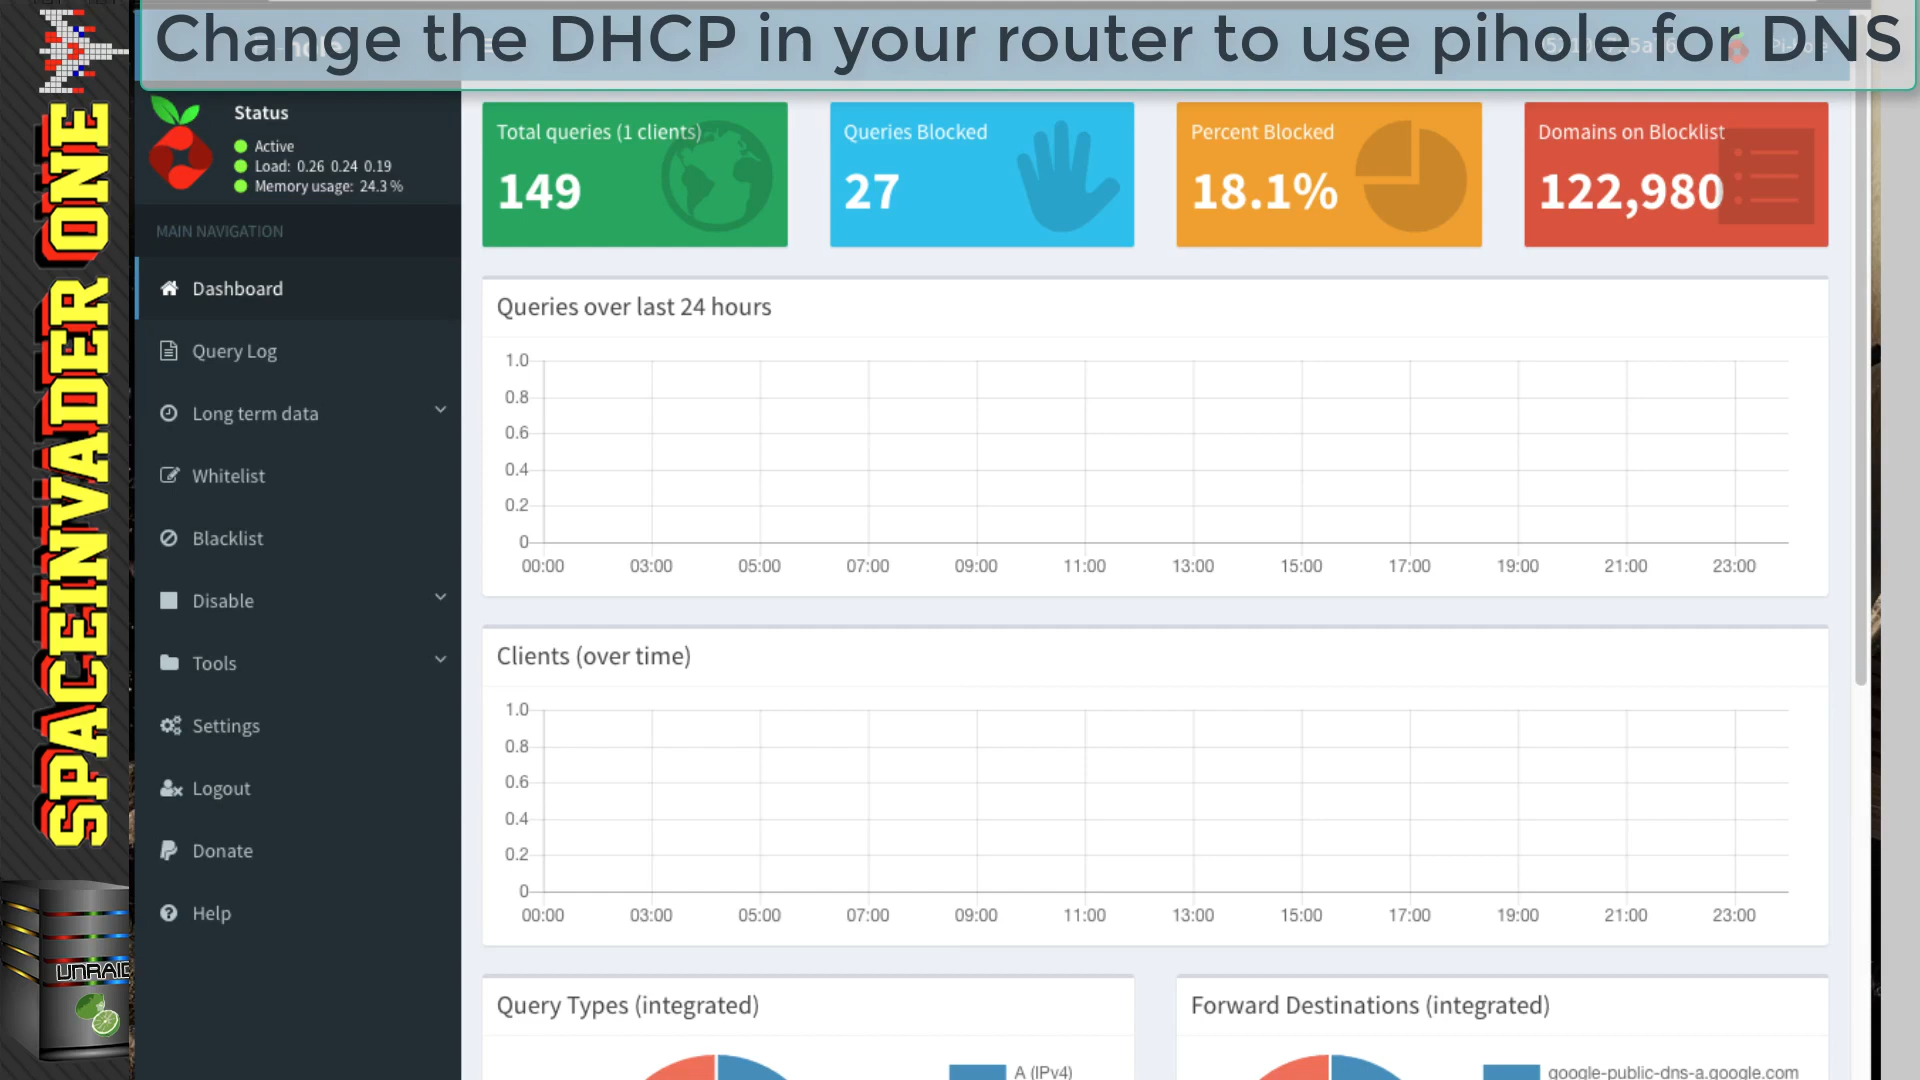 Change the DHCP in your router to use pihole for DNS
SPACEINVADER ONE
Status
Active
Load: 0.26 0.24 0.19
Memory usage: 24.3 %
Total queries (1 clients)
149
Queries Blocked
27
Percent Blocked
18.1%
Domains on Blocklist
122,980
MAIN NAVIGATION
Dashboard
Query Log
Long term data
Whitelist
Blacklist
Disable
Tools
Settings
Logout
Donate
Help
Queries over last 24 hours
1.0
0.8
0.6
0.4
0.2
0
00:00 03:00 05:00 07:00 09:00 11:00 13:00 15:00 17:00 19:00 21:00 23:00
Clients (over time)
1.0
0.8
0.6
0.4
0.2
0
00:00 03:00 05:00 07:00 09:00 11:00 13:00 15:00 17:00 19:00 21:00 23:00
Query Types (integrated)
A (IPv4)
Forward Destinations (integrated)
google-public-dns-a.google.com
UNRAID